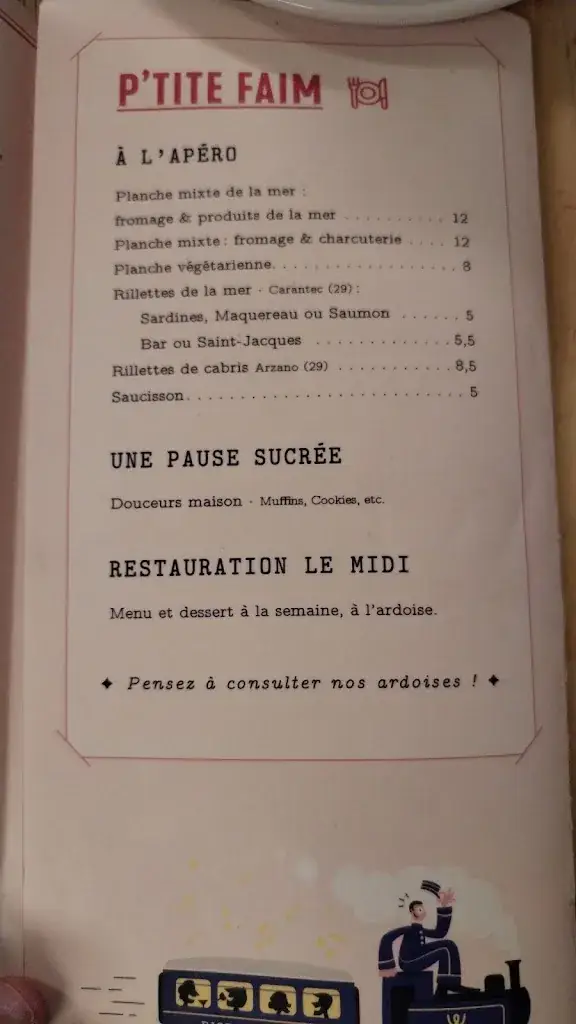 P'TITE FAIM
À L'APÉRO
Planche mixte de la mer :
fromage & produits de la mer .......... 12
Planche mixte : fromage & charcuterie .... 12
Planche végétarienne.................. 8
Rillettes de la mer · Carantec (29) :
Sardines, Maquereau ou Saumon ...... 5
Bar ou Saint-Jacques ............. 5,5
Rillettes de cabris Arzano (29) ........... 8,5
Saucisson........................... 5
UNE PAUSE SUCRÉE
Douceurs maison · Muffins, Cookies, etc.
RESTAURATION LE MIDI
Menu et dessert à la semaine, à l'ardoise.
✦ Pensez à consulter nos ardoises ! ✦